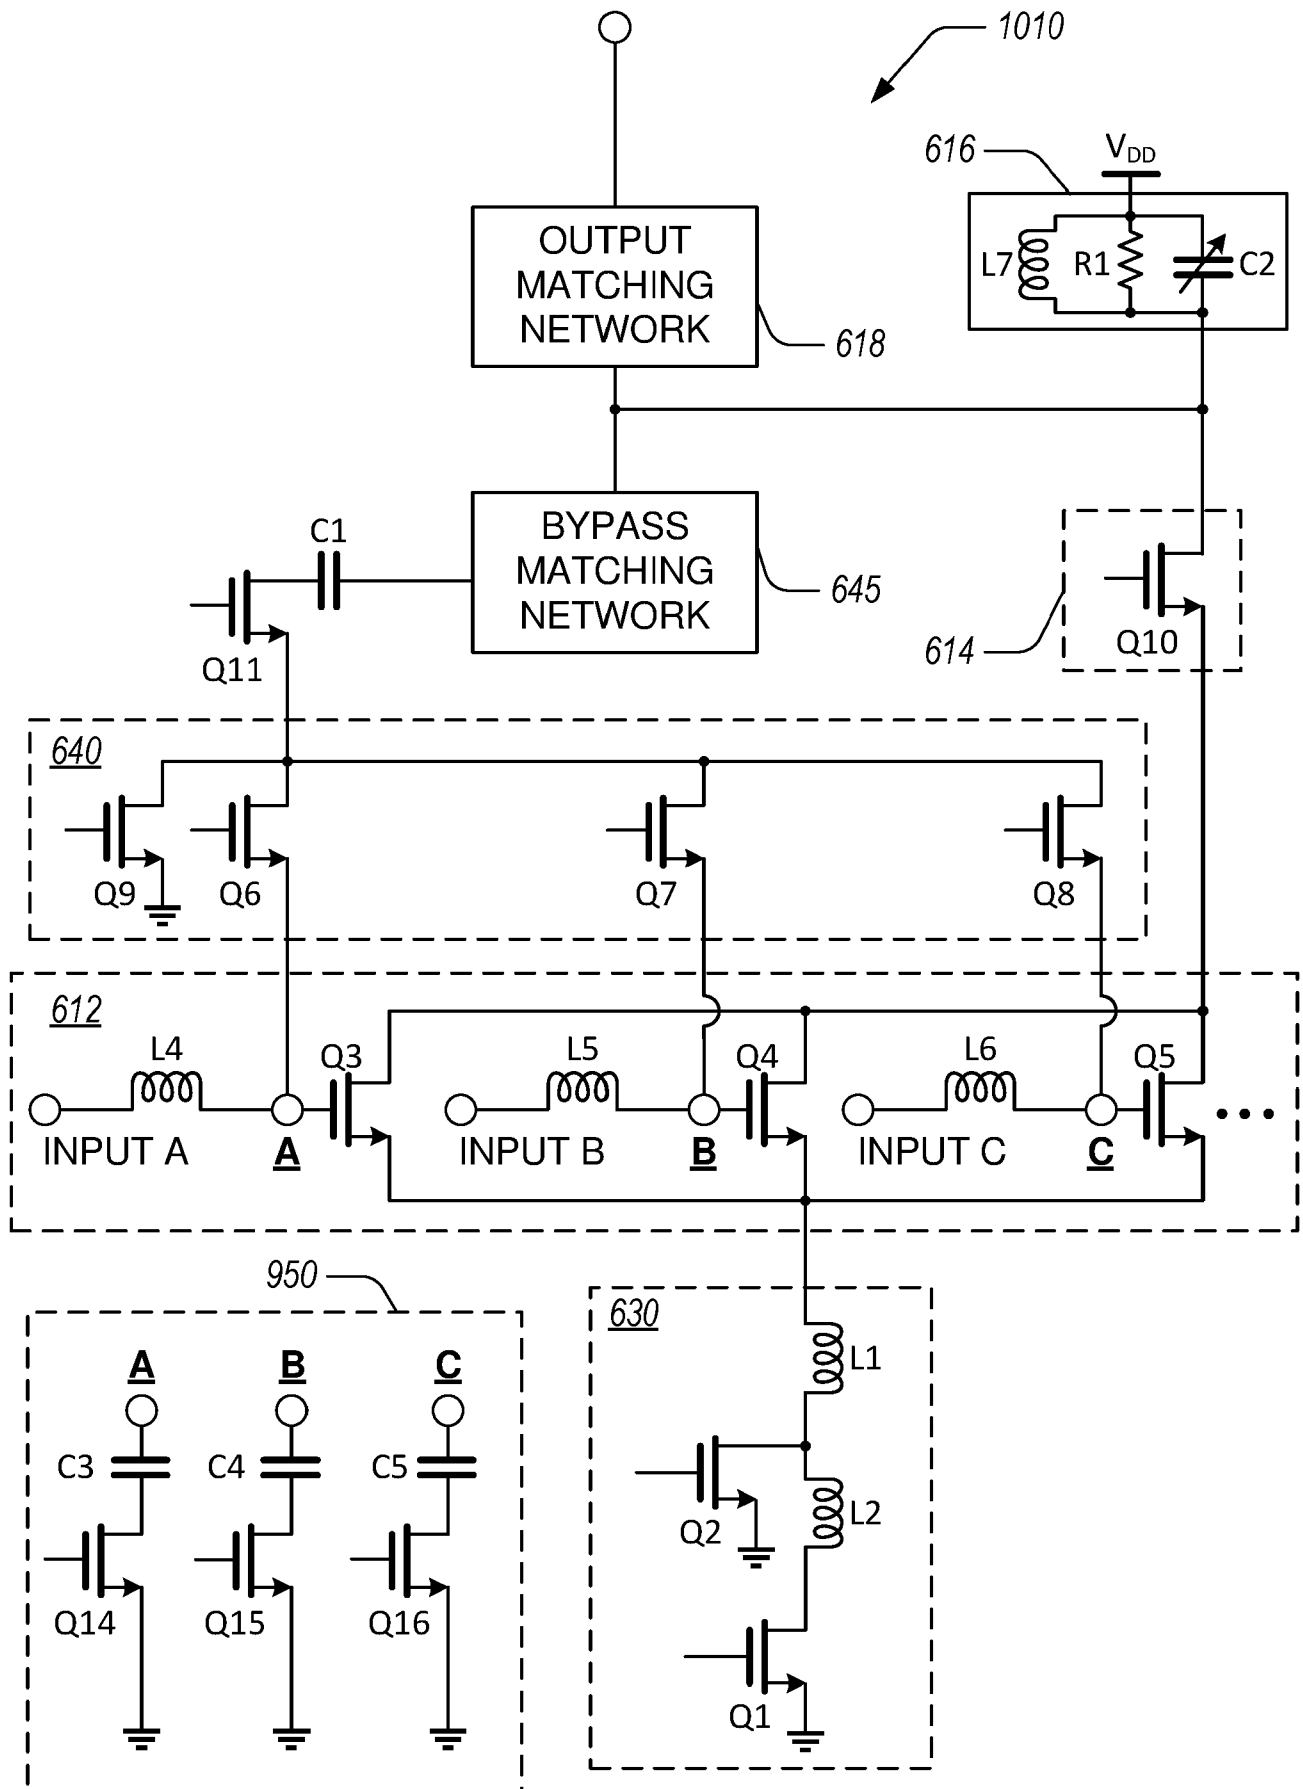 1010
616
V_DD
L7
R1
C2
OUTPUT
MATCHING
NETWORK
618
C1
BYPASS
MATCHING
NETWORK
645
Q11
614
Q10
640
Q9
Q6
Q7
Q8
612
L4
Q3
L5
Q4
L6
Q5
INPUT A
A
INPUT B
B
INPUT C
C
950
630
A
B
C
L1
C3
C4
C5
L2
Q2
Q14
Q15
Q16
Q1